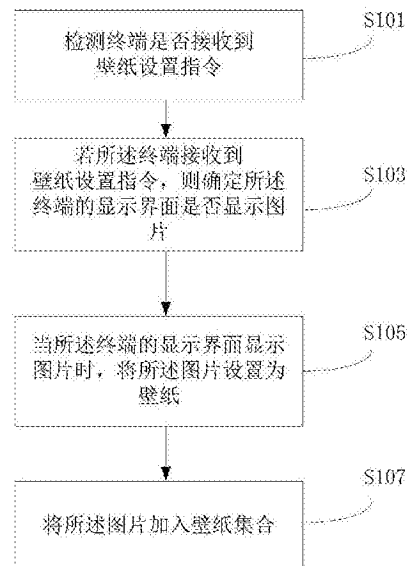 S101
检测终端是否接收到
壁纸设置指令
若所述终端接收到
壁纸设置指令，则确定所述
终端的显示界面是否显示图
片
S103
当所述终端的显示界面显示
图片时，将所述图片设置为
壁纸
S105
将所述图片加入壁纸集合
S107